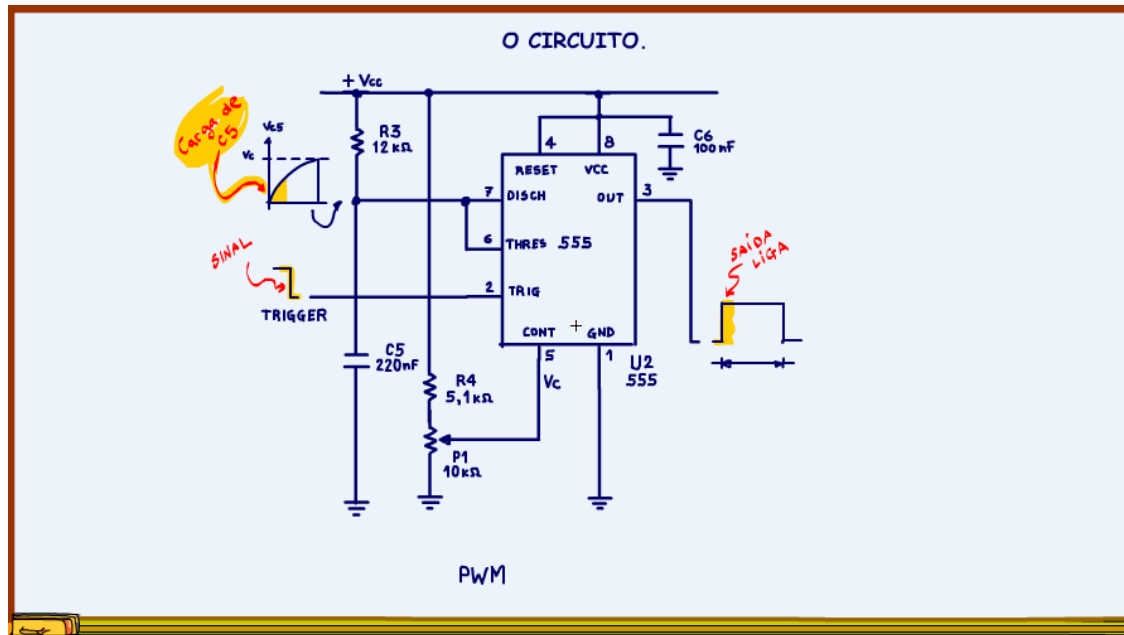 O CIRCUITO.
+ Vcc
Carga de
C5
Vc5
Vc
R3
12kΩ
4
8
C6
100nF
RESET
VCC
7
DISCH
OUT
3
6
THRES
555
SINAL
2
TRIG
TRIGGER
SAÍDA
LIGA
CONT
GND
C5
220nF
5
1
U2
555
R4
5,1kΩ
Vc
P1
10kΩ
PWM